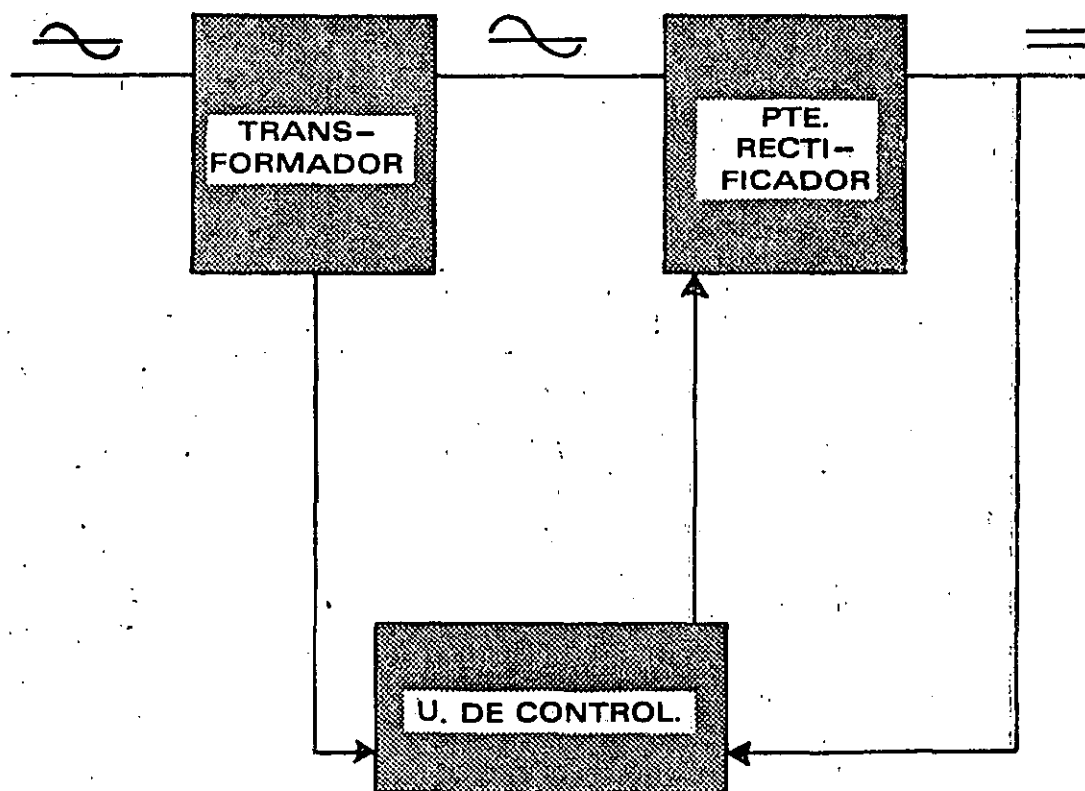 TRANS-
FORMADOR
PTE.
RECTI-
FICADOR
U. DE CONTROL.